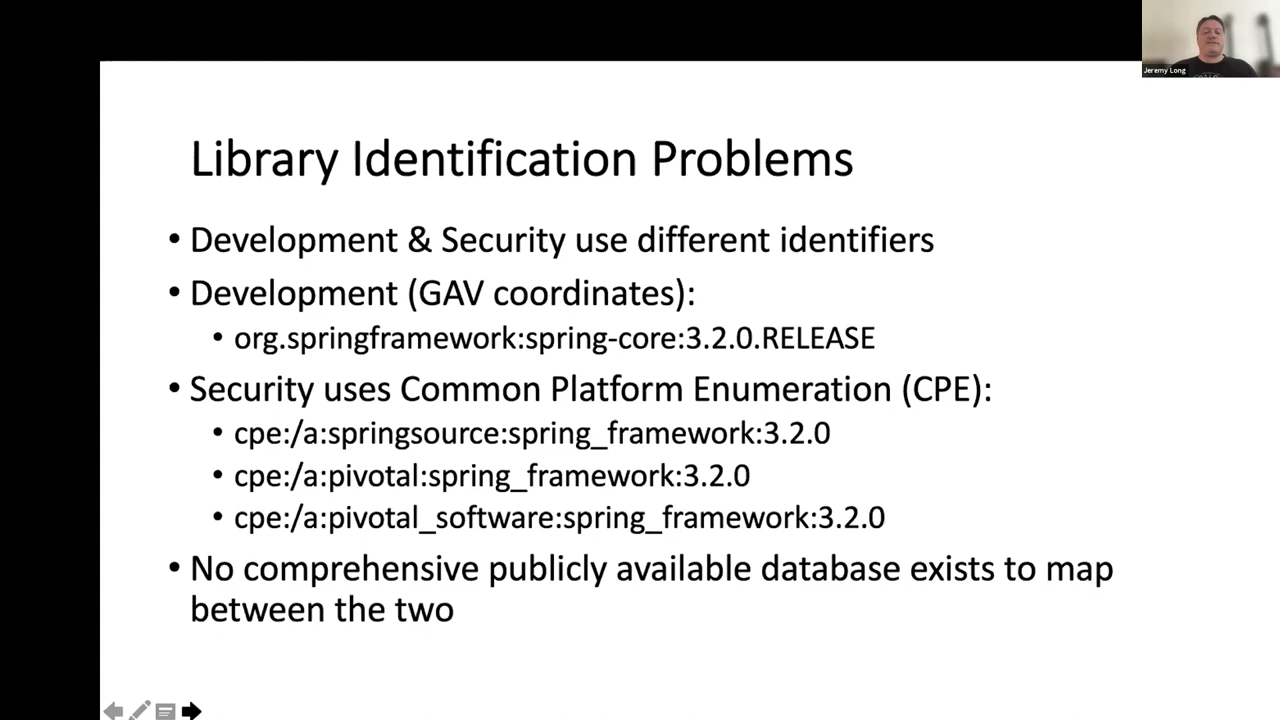 Jeremy Long
Library Identification Problems
• Development & Security use different identifiers
• Development (GAV coordinates):
• org.springframework:spring-core:3.2.0.RELEASE
• Security uses Common Platform Enumeration (CPE):
• cpe:/a:springsource:spring_framework:3.2.0
• cpe:/a:pivotal:spring_framework:3.2.0
• cpe:/a:pivotal_software:spring_framework:3.2.0
• No comprehensive publicly available database exists to map
between the two